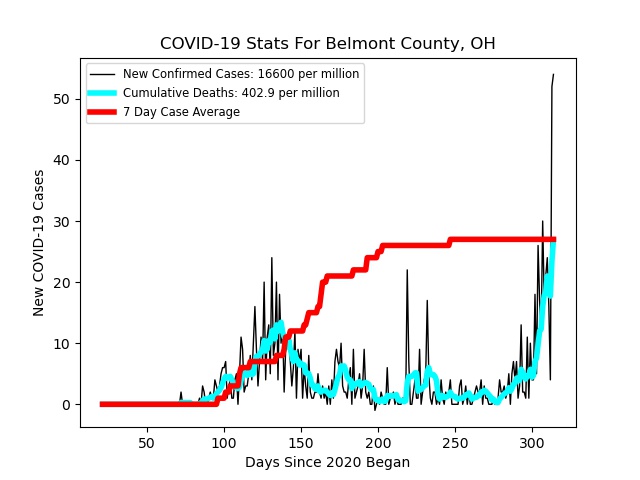 COVID-19 Stats For Belmont County, OH
New Confirmed Cases: 16600 per million
Cumulative Deaths: 402.9 per million
7 Day Case Average
New COVID-19 Cases
50
40
30
20
10
0
50 100 150 200 250 300
Days Since 2020 Began